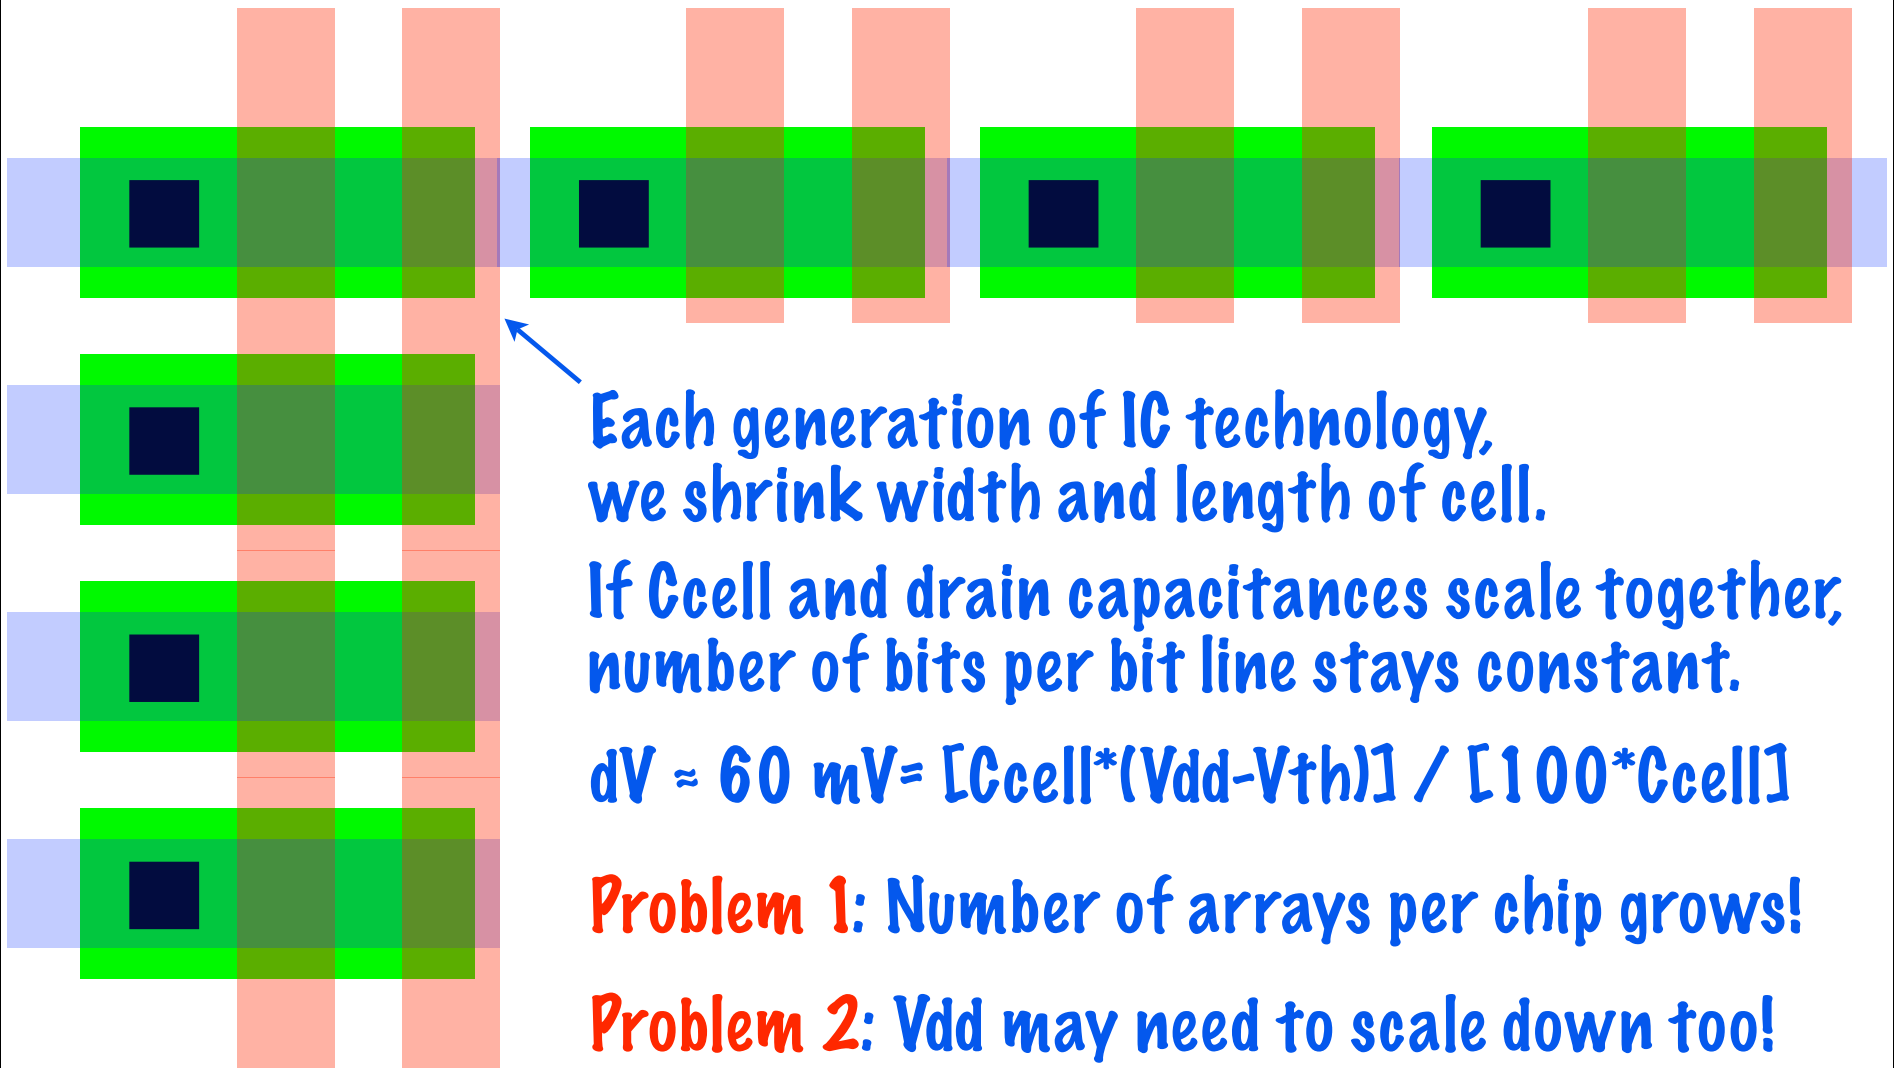 Each generation of IC technology,
we shrink width and length of cell.
If Ccell and drain capacitances scale together,
number of bits per bit line stays constant.
dV ≈ 60 mV= [Ccell*(Vdd-Vth)] / [100*Ccell]
Problem 1: Number of arrays per chip grows!
Problem 2: Vdd may need to scale down too!